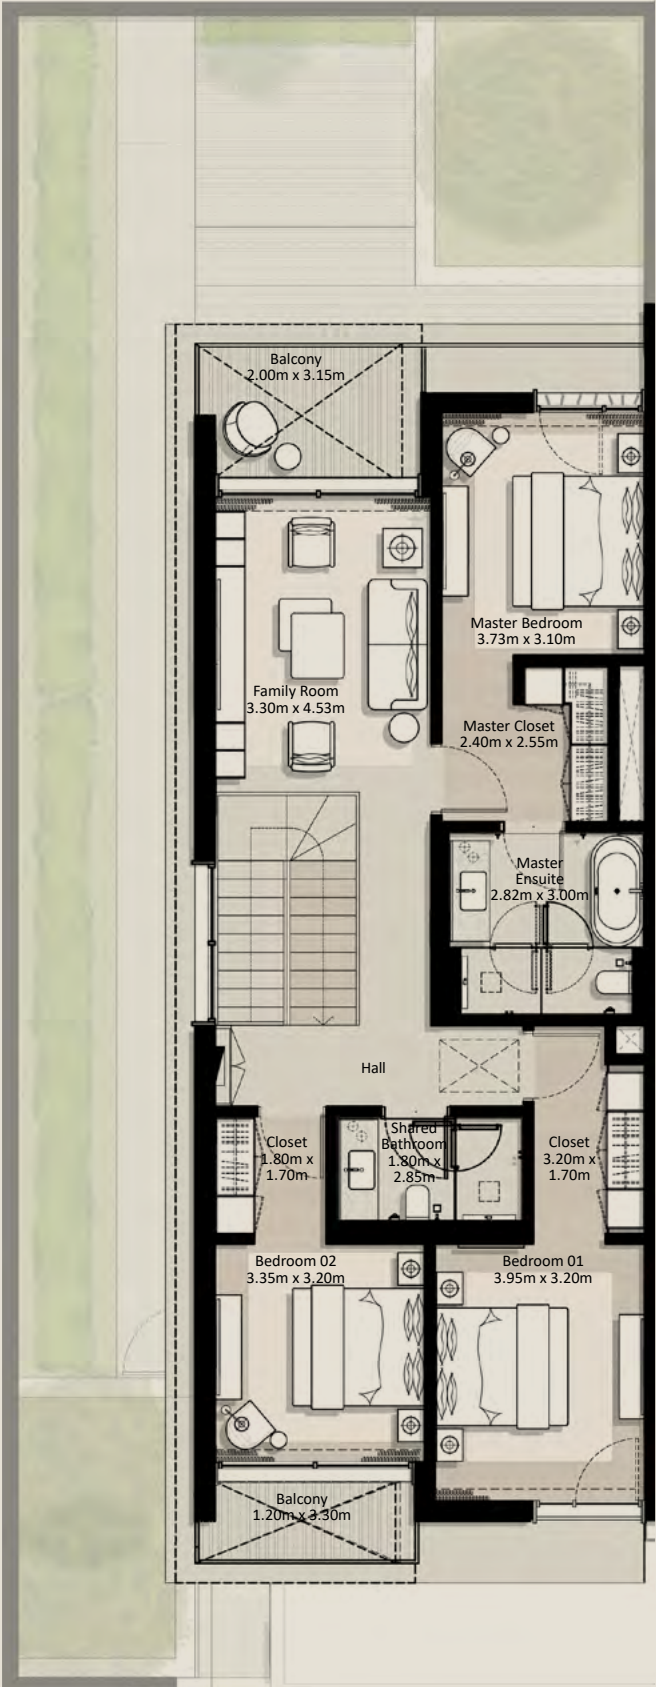 Balcony
2.00m x 3.15m
Master Bedroom
3.73m x 3.10m
Family Room
3.30m x 4.53m
Master Closet
2.40m x 2.55m
Master
Ensuite
2.82m x 3.00m
Hall
Closet
1.80m x
1.70m
Shared
Bathroom
1.80m x
2.85m
Closet
3.20m x
1.70m
Bedroom 02
3.35m x 3.20m
Bedroom 01
3.95m x 3.20m
Balcony
1.20m x 3.30m